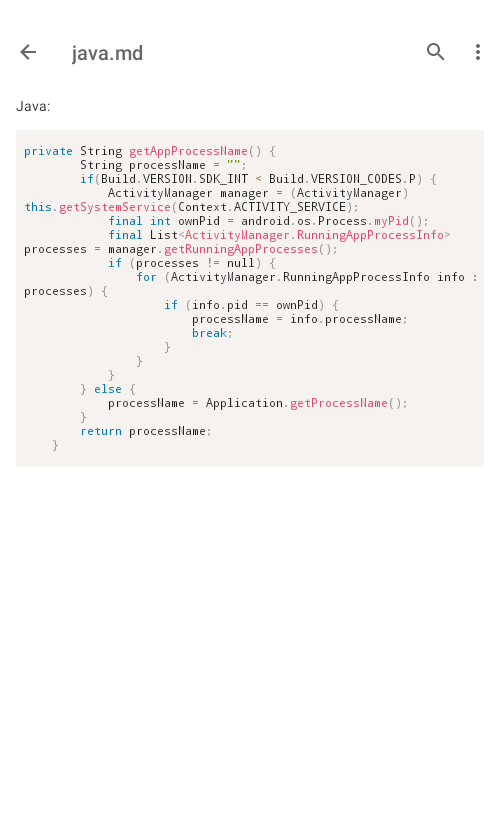 java.md
Java:
private String getAppProcessName() {
        String processName = "";
        if(Build.VERSION.SDK_INT < Build.VERSION_CODES.P) {
            ActivityManager manager = (ActivityManager)
this.getSystemService(Context.ACTIVITY_SERVICE);
            final int ownPid = android.os.Process.myPid();
            final List<ActivityManager.RunningAppProcessInfo>
processes = manager.getRunningAppProcesses();
            if (processes != null) {
                for (ActivityManager.RunningAppProcessInfo info :
processes) {
                    if (info.pid == ownPid) {
                        processName = info.processName;
                        break;
                    }
                }
            }
        } else {
            processName = Application.getProcessName();
        }
        return processName;
    }